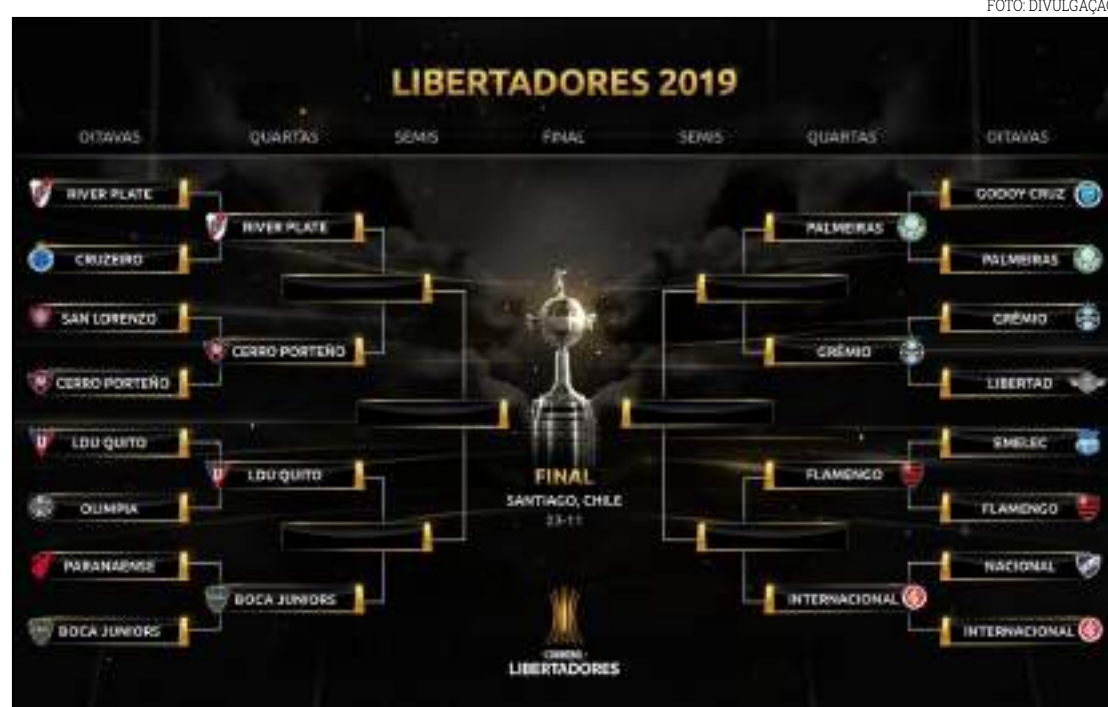 FOTO: DIVULGAÇÃO
LIBERTADORES 2019
OITAVAS QUARTAS SEMIS FINAL SEMIS QUARTAS OITAVAS
RIVER PLATE
CRUZEIRO
SAN LORENZO
CERRO PORTEÑO
LDU QUITO
OLIMPIA
PARANAENSE
BOCA JUNIORS
RIVER PLATE
CERRO PORTEÑO
LDU QUITO
BOCA JUNIORS
FINAL
SANTIAGO, CHILE
23-11
CONMEBOL
LIBERTADORES
PALMEIRAS
GRÊMIO
FLAMENGO
INTERNACIONAL
GODOY CRUZ
PALMEIRAS
GRÊMIO
LIBERTAD
EMELEC
FLAMENGO
NACIONAL
INTERNACIONAL